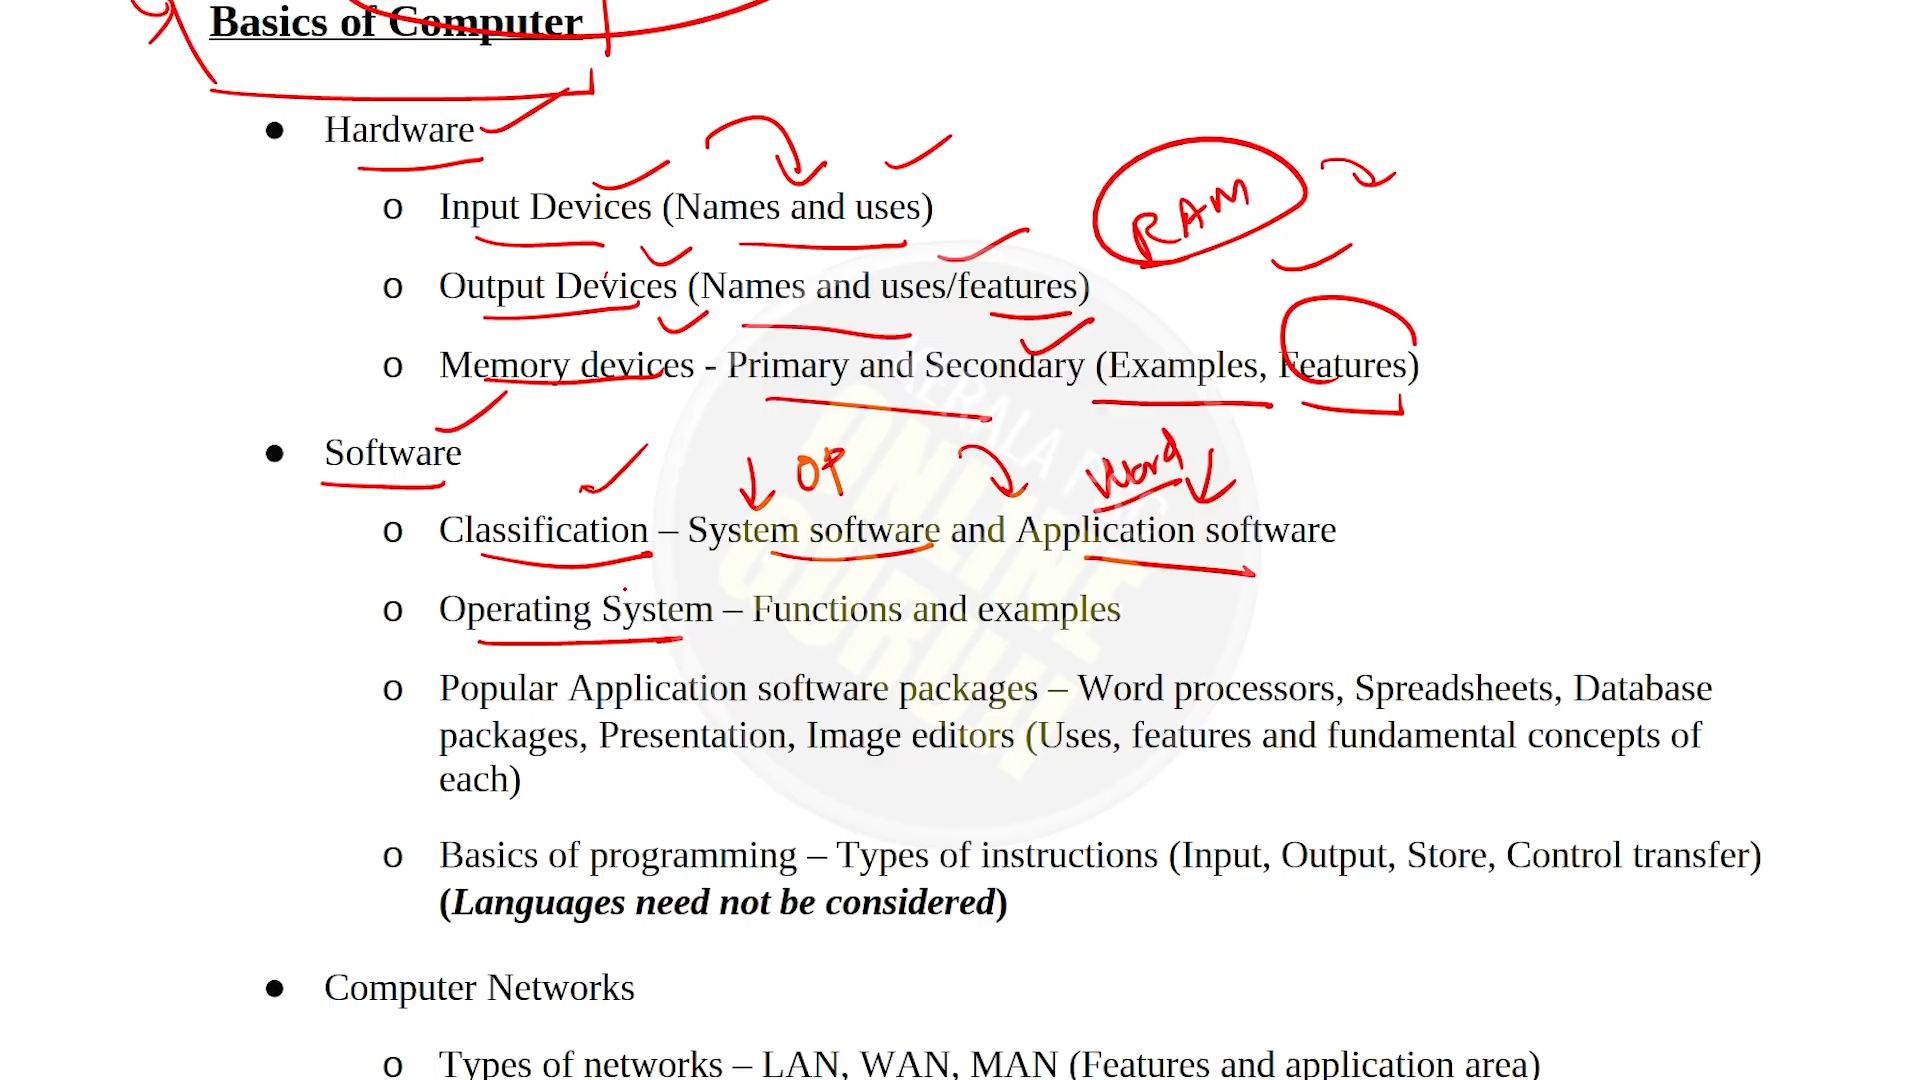 Basics of Computer
● Hardware
o Input Devices (Names and uses)
RAM
o Output Devices (Names and uses/features)
o Memory devices - Primary and Secondary (Examples, Features)
● Software
Word
o Classification – System software and Application software
o Operating System – Functions and examples
o Popular Application software packages – Word processors, Spreadsheets, Database
packages, Presentation, Image editors (Uses, features and fundamental concepts of
each)
o Basics of programming – Types of instructions (Input, Output, Store, Control transfer)
(Languages need not be considered)
● Computer Networks
o Types of networks – LAN, WAN, MAN (Features and application area)
KERALA
ONLINE
GURU